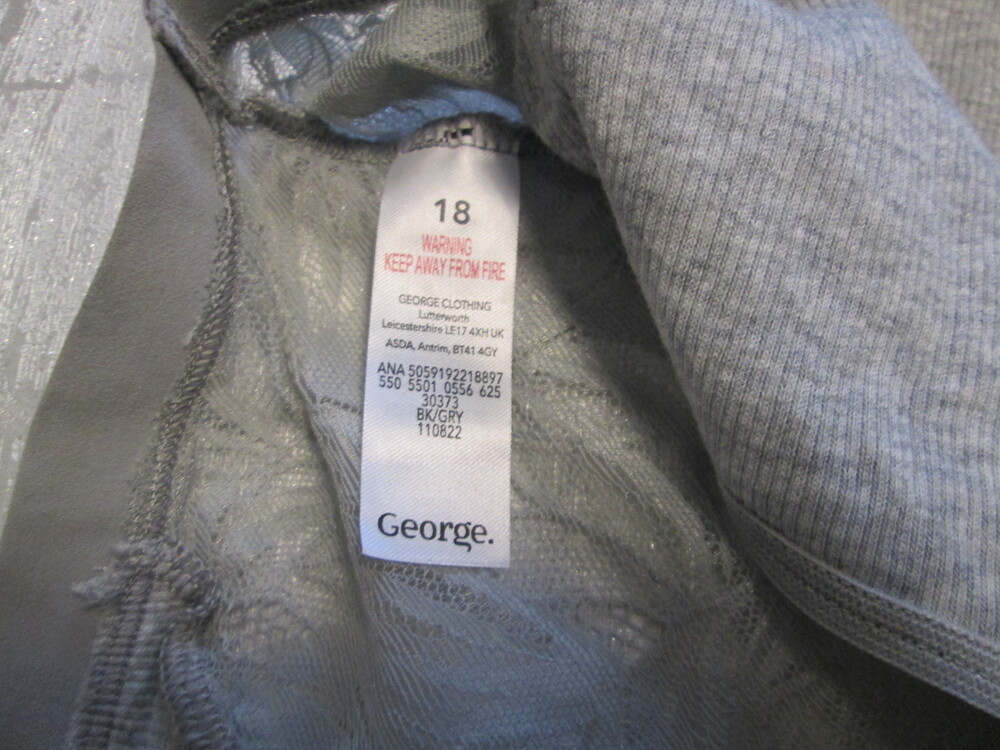 18
WARNING
KEEP AWAY FROM FIRE
GEORGE CLOTHING
Lutterworth
Leicestershire LE17 4XH UK
ASDA, Antrim, BT41 4GY
ANA 5059192218897
550 5501 0556 625
30373
BK/GRY
110822
George.